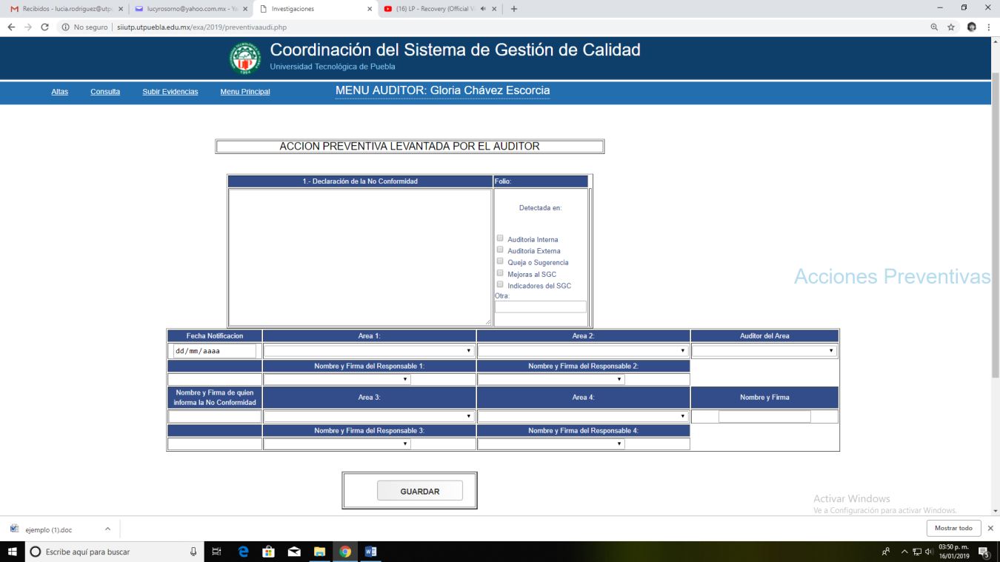 Recibidos - lucia.rodriguez@utp
lucyrosorno@yahoo.com.mx - Ya
Investigaciones
(16) LP - Recovery (Official V
No seguro | siiutp.utpuebla.edu.mx/exa/2019/preventivaaudi.php
Coordinación del Sistema de Gestión de Calidad
Universidad Tecnológica de Puebla
Altas Consulta Subir Evidencias Menu Principal MENU AUDITOR: Gloria Chávez Escorcia
ACCION PREVENTIVA LEVANTADA POR EL AUDITOR
1.- Declaración de la No Conformidad Folio:
Detectada en:
Auditoria Interna
Auditoria Externa
Queja o Sugerencia
Mejoras al SGC
Indicadores del SGC
Otra:
Acciones Preventivas
Fecha Notificacion Area 1: Area 2: Auditor del Area
dd/mm/aaaa
Nombre y Firma del Responsable 1: Nombre y Firma del Responsable 2:
Nombre y Firma de quien
informa la No Conformidad Area 3: Area 4: Nombre y Firma
Nombre y Firma del Responsable 3: Nombre y Firma del Responsable 4:
GUARDAR
Activar Windows
Ve a Configuración para activar Windows.
ejemplo (1).doc Mostrar todo
Escribe aquí para buscar
03:50 p. m.
16/01/2019
5